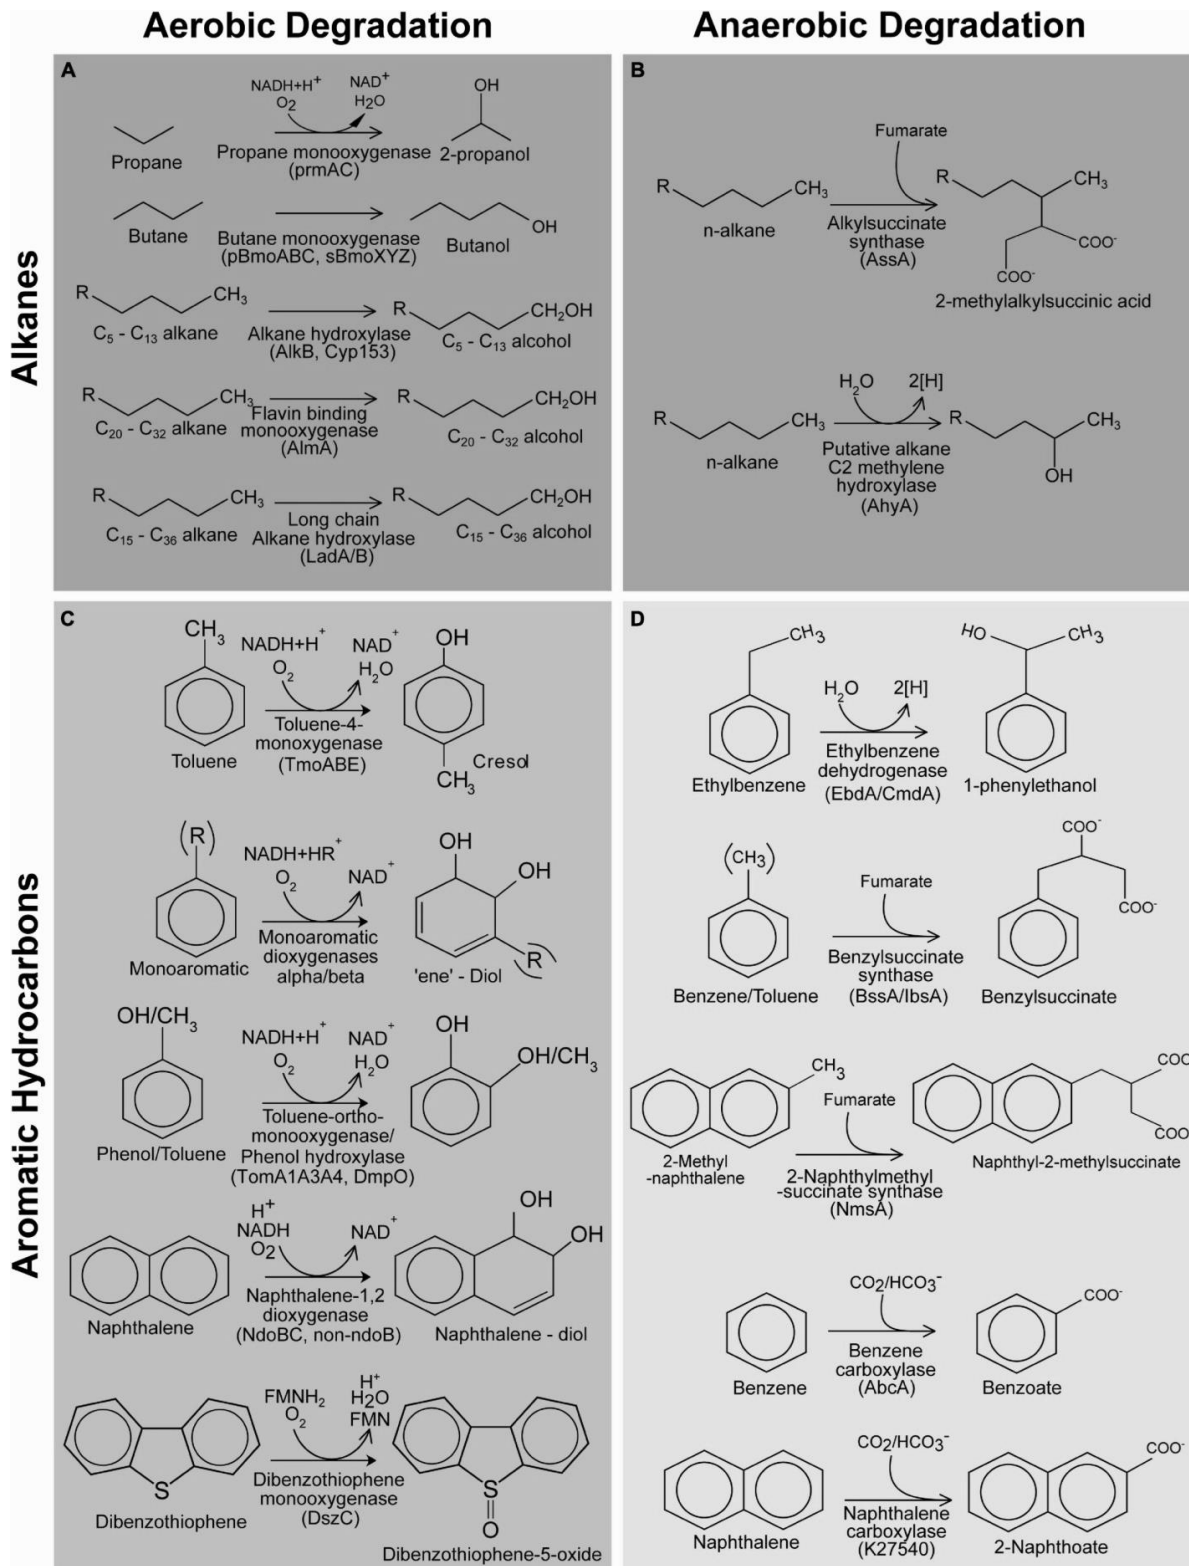 Aerobic Degradation
Anaerobic Degradation
Alkanes
A
NADH+H⁺
NAD⁺
O₂
H₂O
OH
Propane
Propane monooxygenase
(prmAC)
2-propanol
Butane
Butane monooxygenase
(pBmoABC, sBmoXYZ)
OH
Butanol
R
CH₃
C₅ - C₁₃ alkane
Alkane hydroxylase
(AlkB, Cyp153)
R
CH₂OH
C₅ - C₁₃ alcohol
R
CH₃
C₂₀ - C₃₂ alkane
Flavin binding
monooxygenase
(AlmA)
R
CH₂OH
C₂₀ - C₃₂ alcohol
R
CH₃
C₁₅ - C₃₆ alkane
Long chain
Alkane hydroxylase
(LadA/B)
R
CH₂OH
C₁₅ - C₃₆ alcohol
B
Fumarate
R
CH₃
n-alkane
Alkylsuccinate
synthase
(AssA)
R
CH₃
COO⁻
COO⁻
2-methylalkylsuccinic acid
H₂O
2[H]
R
CH₃
n-alkane
Putative alkane
C2 methylene
hydroxylase
(AhyA)
R
CH₃
OH
Aromatic Hydrocarbons
C
CH₃
NADH+H⁺
NAD⁺
O₂
H₂O
OH
Toluene
Toluene-4-
monoxygenase
(TmoABE)
CH₃
Cresol
(R)
NADH+HR⁺
O₂
NAD⁺
OH
OH
Monoaromatic
Monoaromatic
dioxygenases
alpha/beta
(R)
'ene' - Diol
OH/CH₃
NADH+H⁺
NAD⁺
O₂
H₂O
OH
OH/CH₃
Phenol/Toluene
Toluene-ortho-
monooxygenase/
Phenol hydroxylase
(TomA1A3A4, DmpO)
H⁺
NADH
O2
NAD⁺
OH
OH
Naphthalene
Naphthalene-1,2
dioxygenase
(NdoBC, non-ndoB)
Naphthalene - diol
FMNH₂
O₂
H⁺
H₂O
FMN
S
Dibenzothiophene
Dibenzothiophene
monooxygenase
(DszC)
S
O
Dibenzothiophene-5-oxide
D
CH₃
H₂O
2[H]
HO
CH₃
Ethylbenzene
Ethylbenzene
dehydrogenase
(EbdA/CmdA)
1-phenylethanol
(CH₃)
Fumarate
COO⁻
COO⁻
Benzene/Toluene
Benzylsuccinate
synthase
(BssA/IbsA)
Benzylsuccinate
CH₃
Fumarate
COO⁻
COO⁻
2-Methyl
-naphthalene
2-Naphthylmethyl
-succinate synthase
(NmsA)
Naphthyl-2-methylsuccinate
CO2/HCO3⁻
COO⁻
Benzene
Benzene
carboxylase
(AbcA)
Benzoate
CO2/HCO3⁻
COO⁻
Naphthalene
Naphthalene
carboxylase
(K27540)
2-Naphthoate